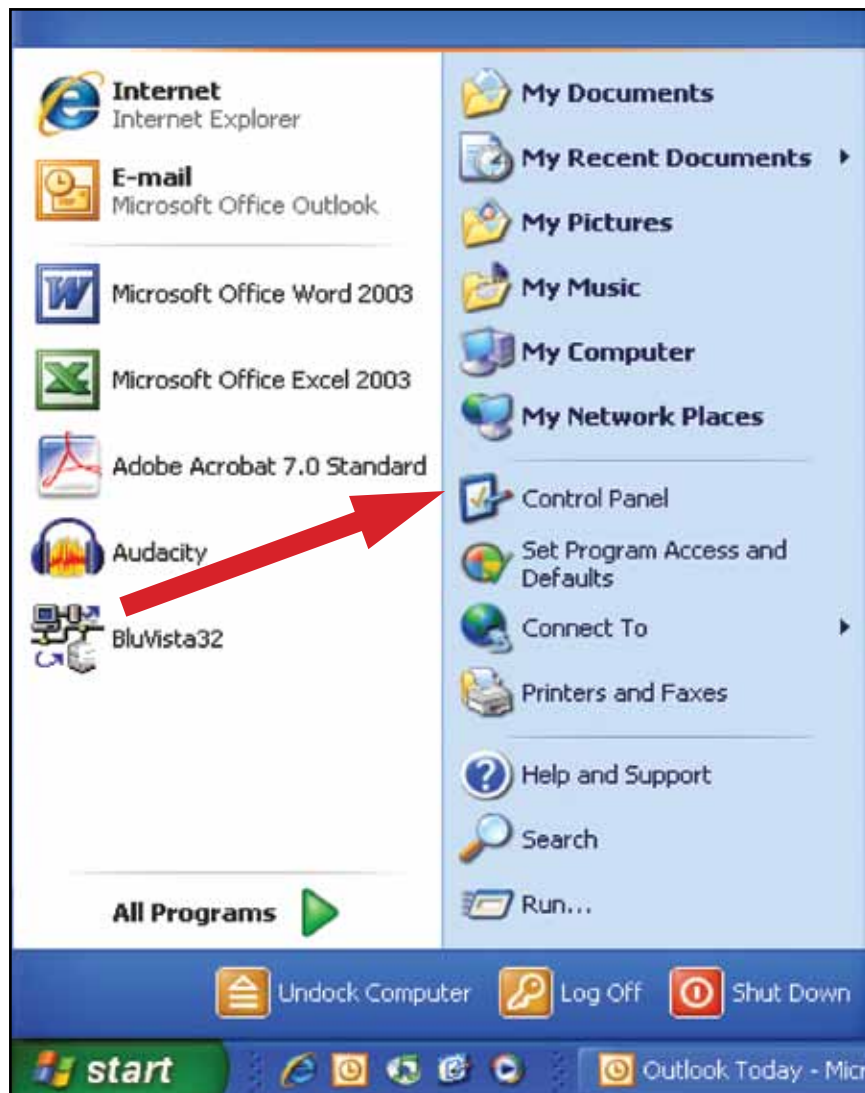 Internet
Internet Explorer
E-mail
Microsoft Office Outlook
Microsoft Office Word 2003
Microsoft Office Excel 2003
Adobe Acrobat 7.0 Standard
Audacity
BluVista32
All Programs
My Documents
My Recent Documents
My Pictures
My Music
My Computer
My Network Places
Control Panel
Set Program Access and
Defaults
Connect To
Printers and Faxes
Help and Support
Search
Run...
Undock Computer
Log Off
Shut Down
start
Outlook Today - Micr